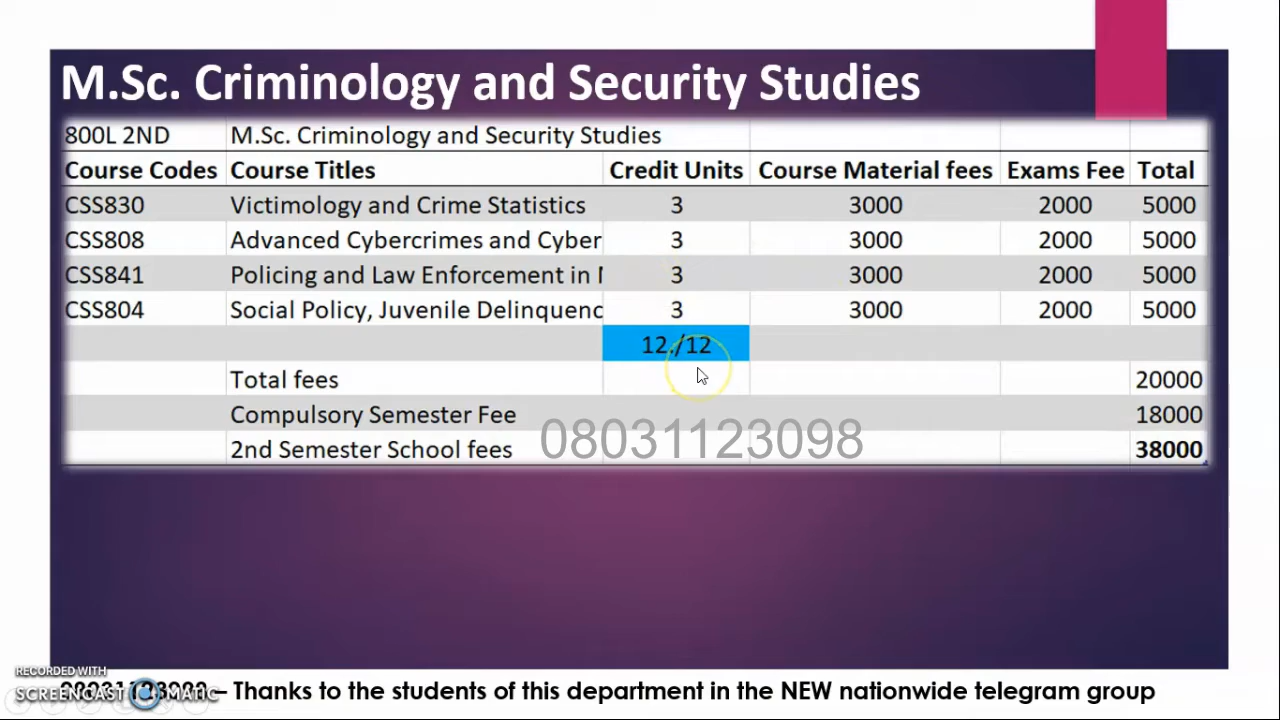 M.Sc. Criminology and Security Studies
800L 2ND M.Sc. Criminology and Security Studies
Course Codes Course Titles Credit Units Course Material fees Exams Fee Total
CSS830 Victimology and Crime Statistics 3 3000 2000 5000
CSS808 Advanced Cybercrimes and Cyber 3 3000 2000 5000
CSS841 Policing and Law Enforcement in 3 3000 2000 5000
CSS804 Social Policy, Juvenile Delinquenc 3 3000 2000 5000
12./12
Total fees 20000
Compulsory Semester Fee 18000
2nd Semester School fees 38000
08031123098
RECORDED WITH
SCREENCAST MATIC
– Thanks to the students of this department in the NEW nationwide telegram group